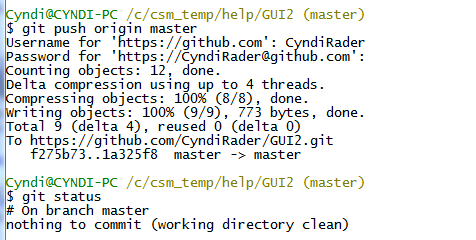 Cyndi@CYNDI-PC /c/csm_temp/help/GUI2 (master)
$ git push origin master
Username for 'https://github.com': CyndiRader
Password for 'https://CyndiRader@github.com':
Counting objects: 12, done.
Delta compression using up to 4 threads.
Compressing objects: 100% (8/8), done.
Writing objects: 100% (9/9), 773 bytes, done.
Total 9 (delta 4), reused 0 (delta 0)
To https://github.com/CyndiRader/GUI2.git
   f275b73..1a325f8  master -> master

Cyndi@CYNDI-PC /c/csm_temp/help/GUI2 (master)
$ git status
# On branch master
nothing to commit (working directory clean)